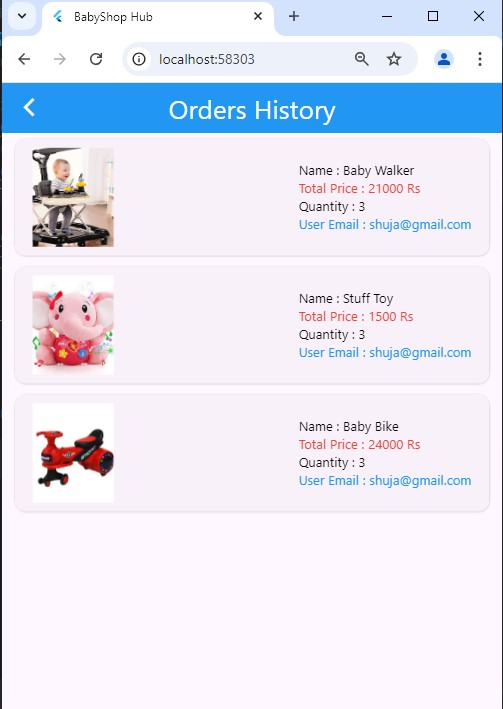 BabyShop Hub
localhost:58303
Orders History
Name : Baby Walker
Total Price : 21000 Rs
Quantity : 3
User Email : shuja@gmail.com
Name : Stuff Toy
Total Price : 1500 Rs
Quantity : 3
User Email : shuja@gmail.com
Name : Baby Bike
Total Price : 24000 Rs
Quantity : 3
User Email : shuja@gmail.com